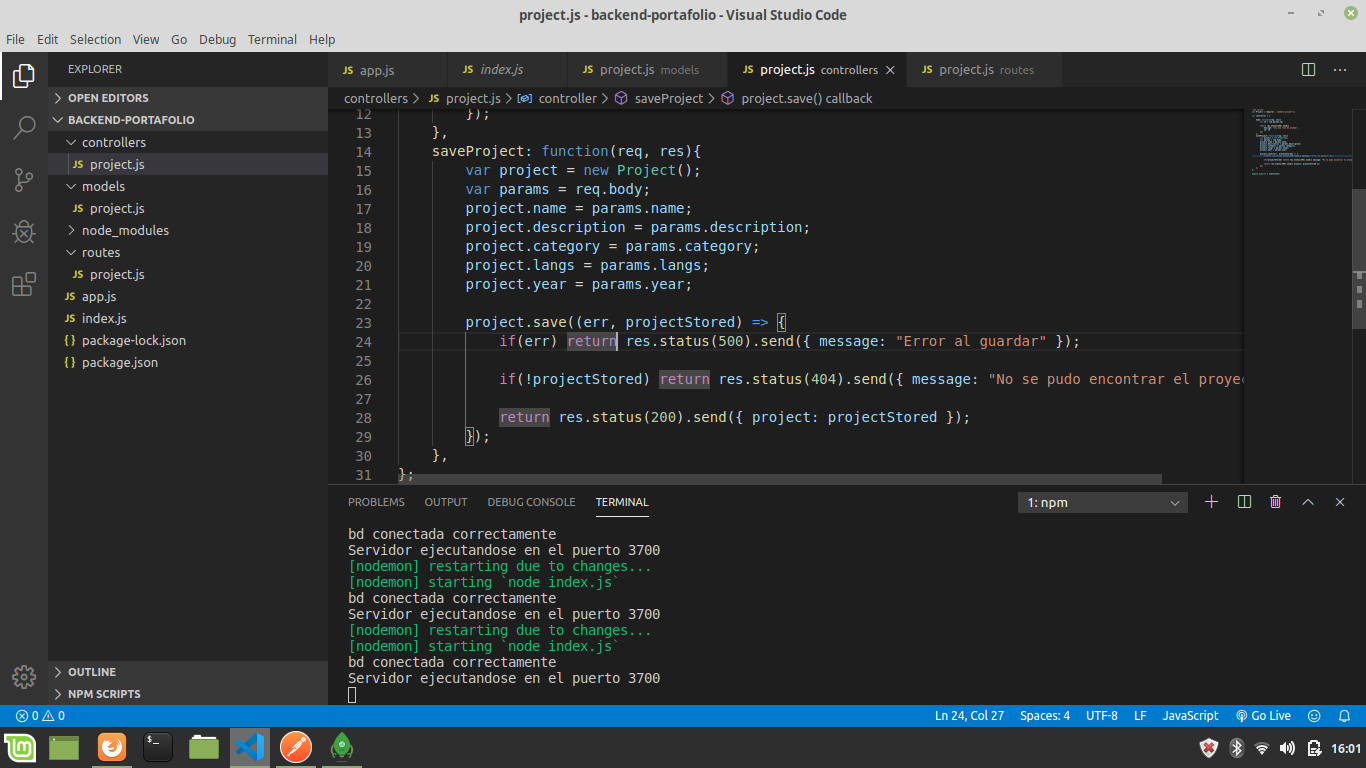 project.js - backend-portafolio - Visual Studio Code
File Edit Selection View Go Debug Terminal Help
EXPLORER
OPEN EDITORS
BACKEND-PORTAFOLIO
controllers
JS project.js
models
JS project.js
node_modules
routes
JS project.js
JS app.js
JS index.js
{} package-lock.json
{} package.json
OUTLINE
NPM SCRIPTS
JS app.js JS index.js JS project.js models JS project.js controllers JS project.js routes
controllers > JS project.js > controller > saveProject > project.save() callback
12 });
13 },
14 saveProject: function(req, res){
15 var project = new Project();
16 var params = req.body;
17 project.name = params.name;
18 project.description = params.description;
19 project.category = params.category;
20 project.langs = params.langs;
21 project.year = params.year;
22
23 project.save((err, projectStored) => {
24 if(err) return res.status(500).send({ message: "Error al guardar" });
25
26 if(!projectStored) return res.status(404).send({ message: "No se pudo encontrar el proye
27
28 return res.status(200).send({ project: projectStored });
29 });
30 },
31 };
PROBLEMS OUTPUT DEBUG CONSOLE TERMINAL 1: npm
bd conectada correctamente
Servidor ejecutandose en el puerto 3700
[nodemon] restarting due to changes...
[nodemon] starting `node index.js`
bd conectada correctamente
Servidor ejecutandose en el puerto 3700
[nodemon] restarting due to changes...
[nodemon] starting `node index.js`
bd conectada correctamente
Servidor ejecutandose en el puerto 3700
0 0 Ln 24, Col 27 Spaces: 4 UTF-8 LF JavaScript Go Live
16:01